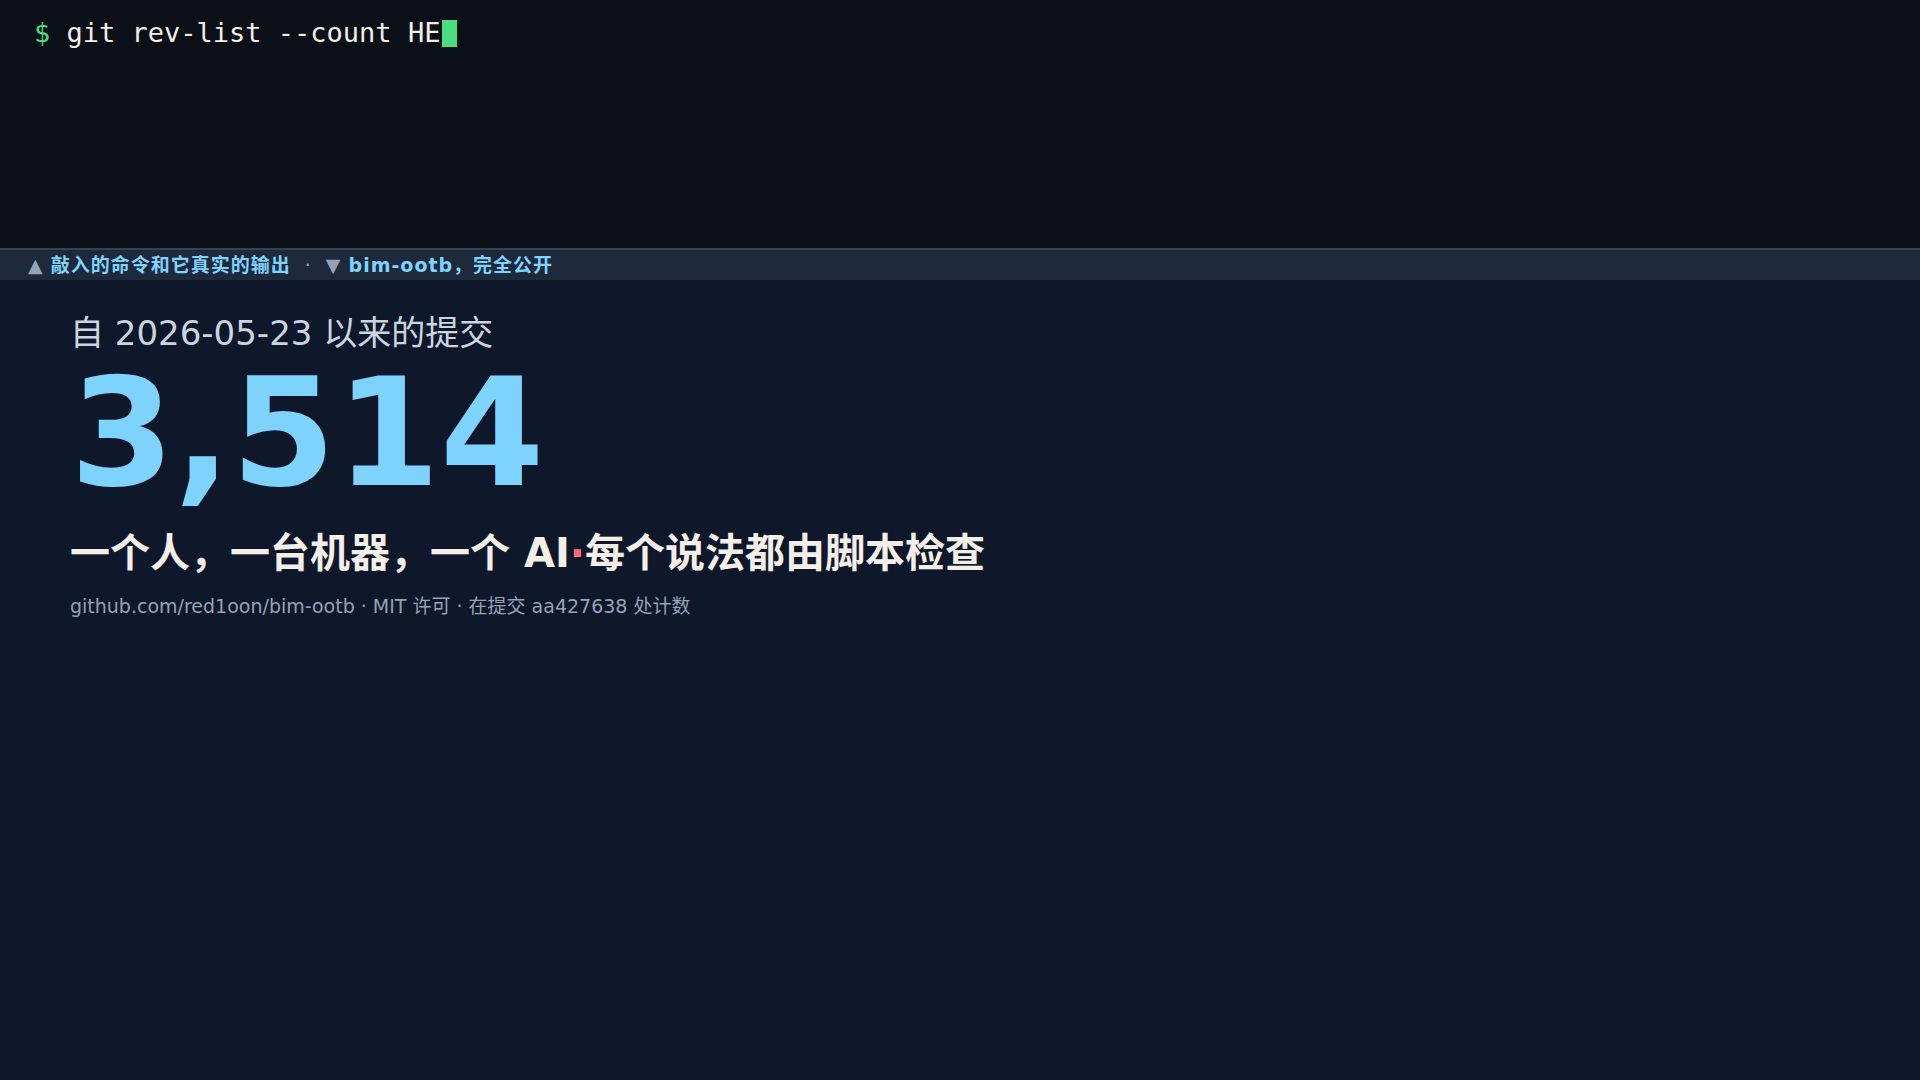 $ git rev-list --count HE
▲ 敲入的命令和它真实的输出 · ▼ bim-ootb，完全公开
自 2026-05-23 以来的提交
3,514
一个人，一台机器，一个 AI·每个说法都由脚本检查
github.com/red1oon/bim-ootb · MIT 许可 · 在提交 aa427638 处计数